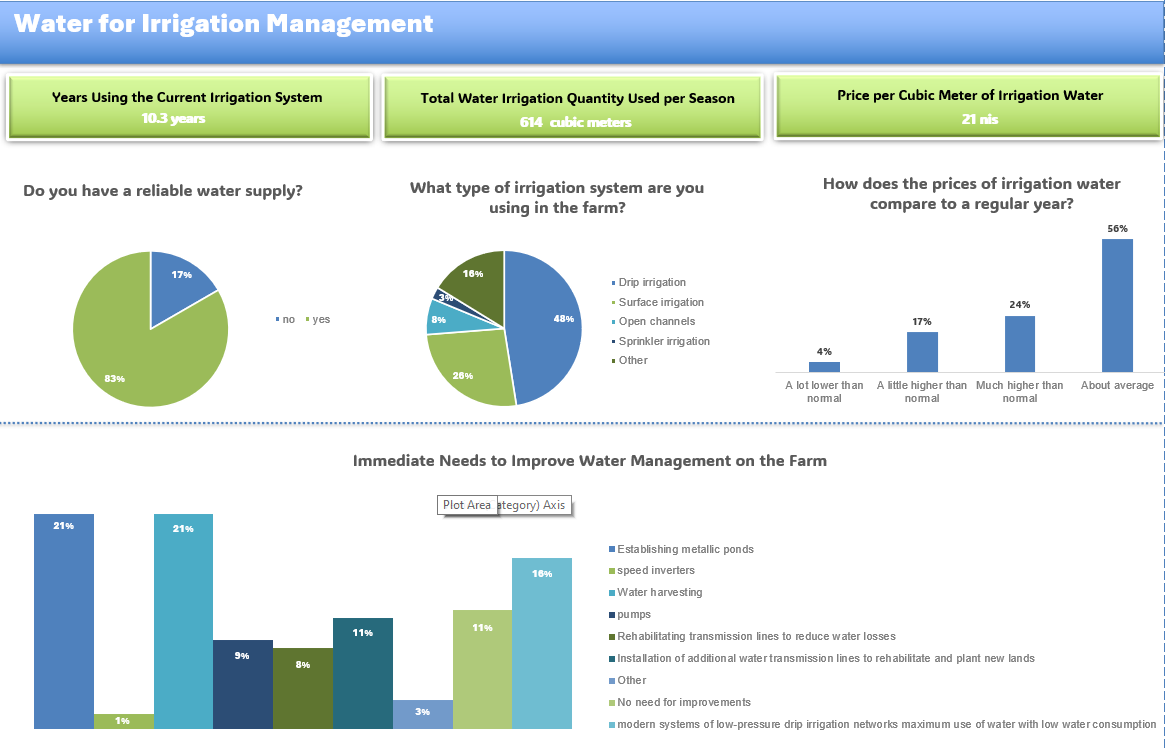 Water for Irrigation Management
Years Using the Current Irrigation System
10.3 years
Total Water Irrigation Quantity Used per Season
614 cubic meters
Price per Cubic Meter of Irrigation Water
21 nis
Do you have a reliable water supply?
17%
83%
no
yes
What type of irrigation system are you
using in the farm?
16%
3%
8%
48%
26%
Drip irrigation
Surface irrigation
Open channels
Sprinkler irrigation
Other
How does the prices of irrigation water
compare to a regular year?
4%
17%
24%
56%
A lot lower than
normal
A little higher than
normal
Much higher than
normal
About average
Immediate Needs to Improve Water Management on the Farm
Plot Area
ategory) Axis
21%
1%
21%
9%
8%
11%
3%
11%
16%
Establishing metallic ponds
speed inverters
Water harvesting
pumps
Rehabilitating transmission lines to reduce water losses
Installation of additional water transmission lines to rehabilitate and plant new lands
Other
No need for improvements
modern systems of low-pressure drip irrigation networks maximum use of water with low water consumption